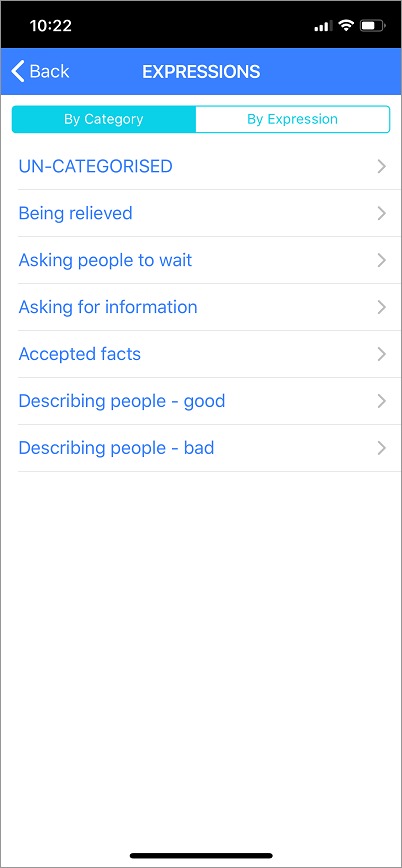 10:22
Back
EXPRESSIONS
By Category
By Expression
UN-CATEGORISED
Being relieved
Asking people to wait
Asking for information
Accepted facts
Describing people - good
Describing people - bad